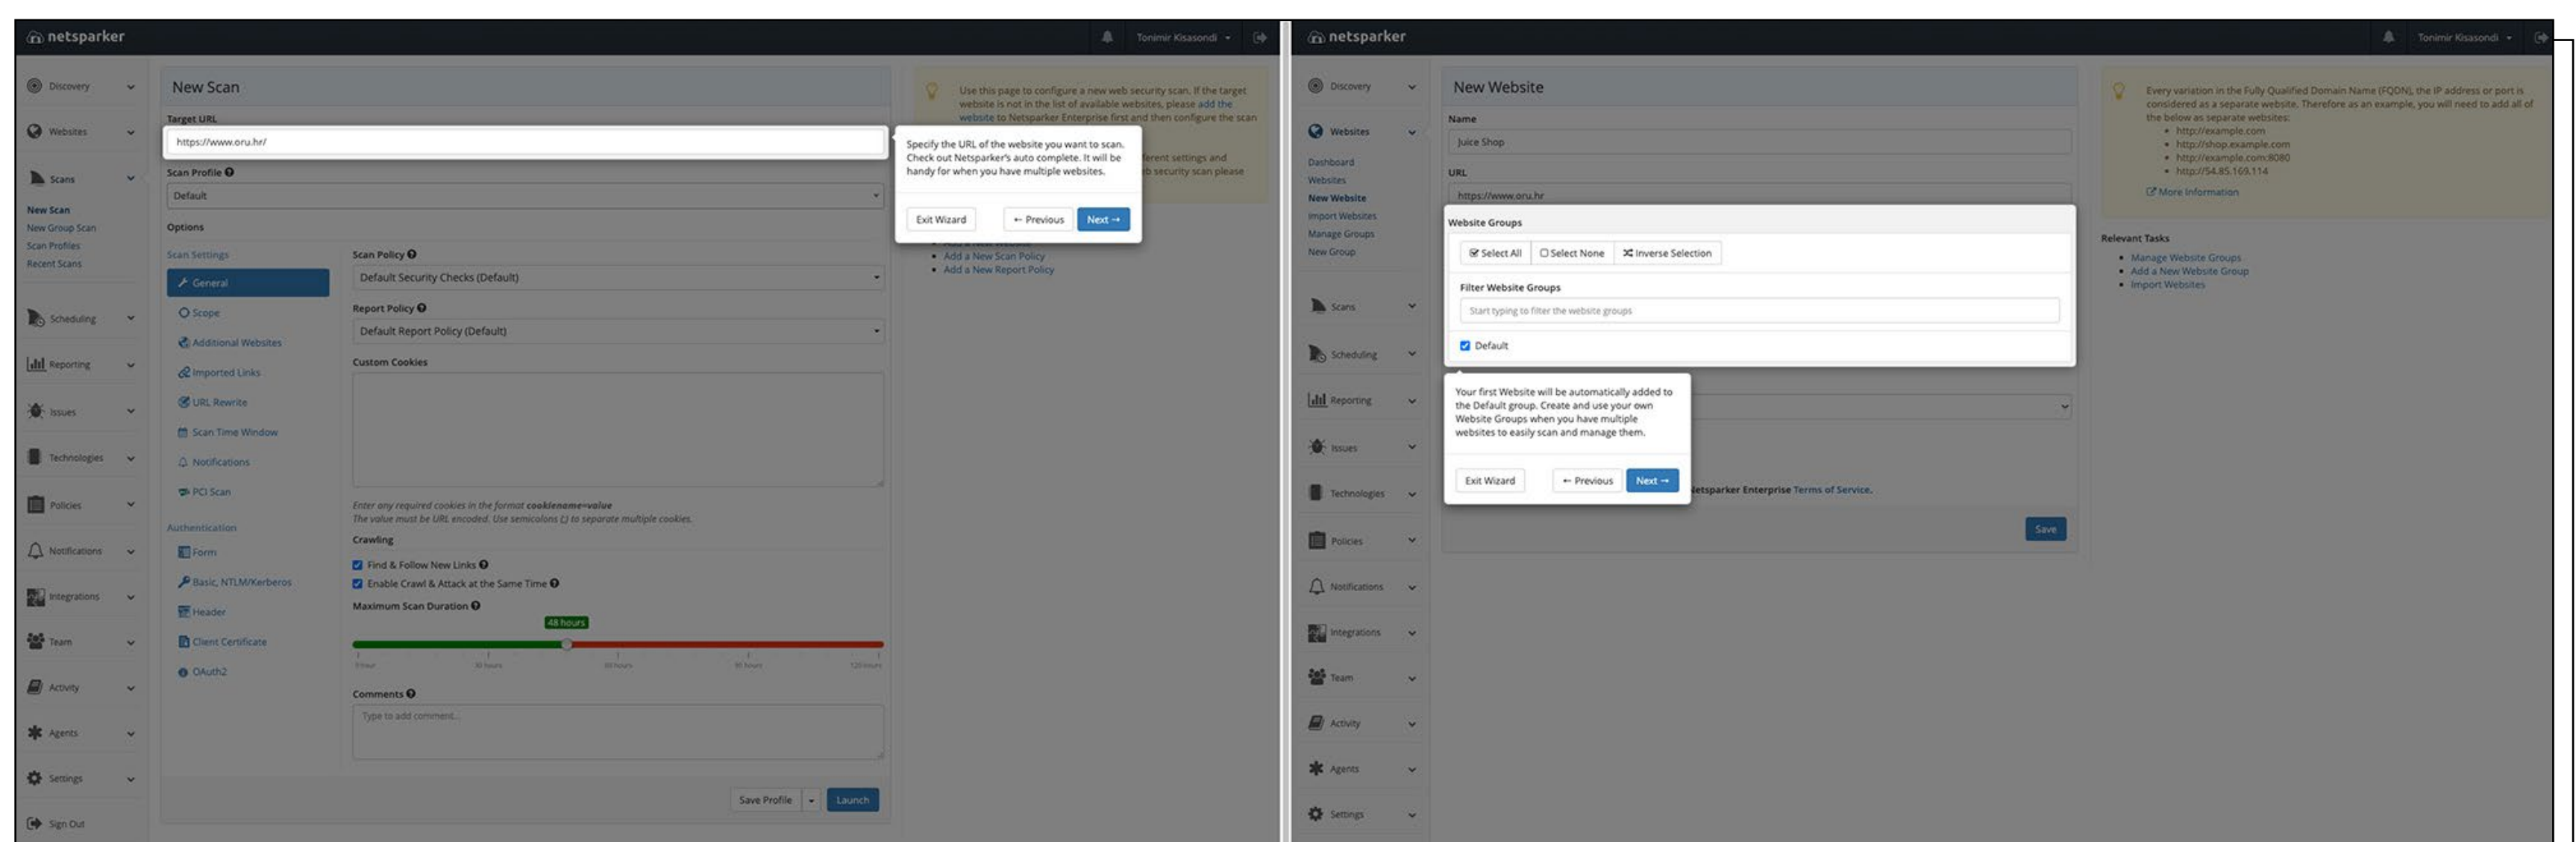 netsparker
Tonimir Kisasondi
Discovery
Websites
Scans
New Scan
New Group Scan
Scan Profiles
Recent Scans
Scheduling
Reporting
Issues
Technologies
Policies
Notifications
Integrations
Team
Activity
Agents
Settings
Sign Out
New Scan
Target URL
https://www.oru.hr/
Scan Profile
Default
Options
Scan Settings
General
Scope
Additional Websites
Imported Links
URL Rewrite
Scan Time Window
Notifications
PCI Scan
Authentication
Form
Basic, NTLM/Kerberos
Header
Client Certificate
OAuth2
Scan Policy
Default Security Checks (Default)
Report Policy
Default Report Policy (Default)
Custom Cookies
Enter any required cookies in the format cookiename=value
The value must be URL encoded. Use semicolons (;) to separate multiple cookies.
Crawling
Find & Follow New Links
Enable Crawl & Attack at the Same Time
Maximum Scan Duration
48 hours
Comments
Type to add comment...
Save Profile
Launch
Use this page to configure a new web security scan. If the target
website is not in the list of available websites, please add the
website to Netsparker Enterprise first and then configure the scan
settings and
security scan please
Specify the URL of the website you want to scan.
Check out Netsparker's auto complete. It will be
handy for when you have multiple websites.
Exit Wizard
← Previous
Next →
Add a New Scan Policy
Add a New Report Policy
netsparker
Tonimir Kisasondi
Discovery
Websites
Dashboard
Websites
New Website
Import Websites
Manage Groups
New Group
Scans
Scheduling
Reporting
Issues
Technologies
Policies
Notifications
Integrations
Team
Activity
Agents
Settings
New Website
Name
Juice Shop
URL
https://www.oru.hr
Website Groups
Select All
Select None
Inverse Selection
Filter Website Groups
Start typing to filter the website groups
Default
Your first Website will be automatically added to
the Default group. Create and use your own
Website Groups when you have multiple
websites to easily scan and manage them.
Exit Wizard
← Previous
Next →
Netsparker Enterprise Terms of Service.
Save
Every variation in the Fully Qualified Domain Name (FQDN), the IP address or port is
considered as a separate website. Therefore as an example, you will need to add all of
the below as separate websites:
http://example.com
http://shop.example.com
http://example.com:8080
http://54.85.169.114
More Information
Relevant Tasks
Manage Website Groups
Add a New Website Group
Import Websites